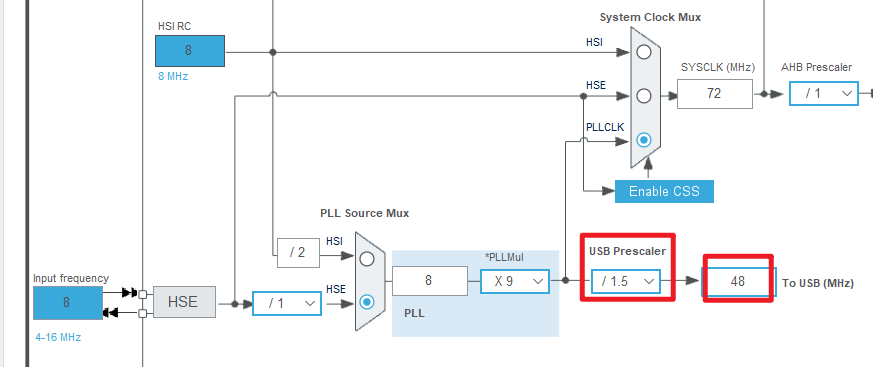 System Clock Mux
HSI RC
8
8 MHz
HSI
SYSCLK (MHz)
AHB Prescaler
HSE
72
/ 1
PLLCLK
Enable CSS
PLL Source Mux
HSI
/ 2
*PLLMul
USB Prescaler
Input frequency
8
X 9
/ 1.5
48
To USB (MHz)
8
HSE
/ 1
HSE
PLL
4-16 MHz